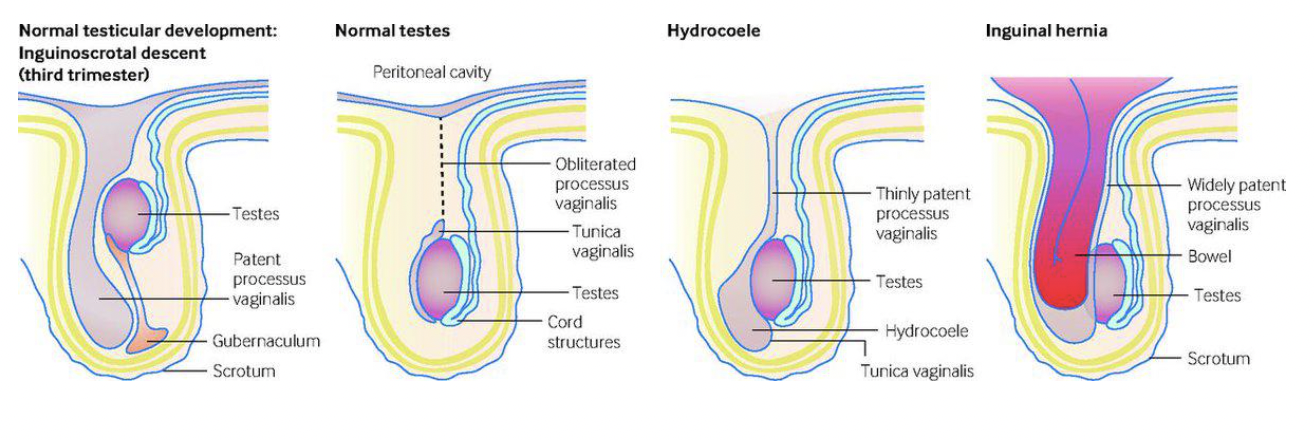 Normal testicular development:
Inguinoscrotal descent
(third trimester)
Testes
Patent
processus
vaginalis
Gubernaculum
Scrotum
Normal testes
Peritoneal cavity
Obliterated
processus
vaginalis
Tunica
vaginalis
Testes
Cord
structures
Hydrocoele
Thinly patent
processus
vaginalis
Testes
Hydrocoele
Tunica vaginalis
Inguinal hernia
Widely patent
processus
vaginalis
Bowel
Testes
Scrotum